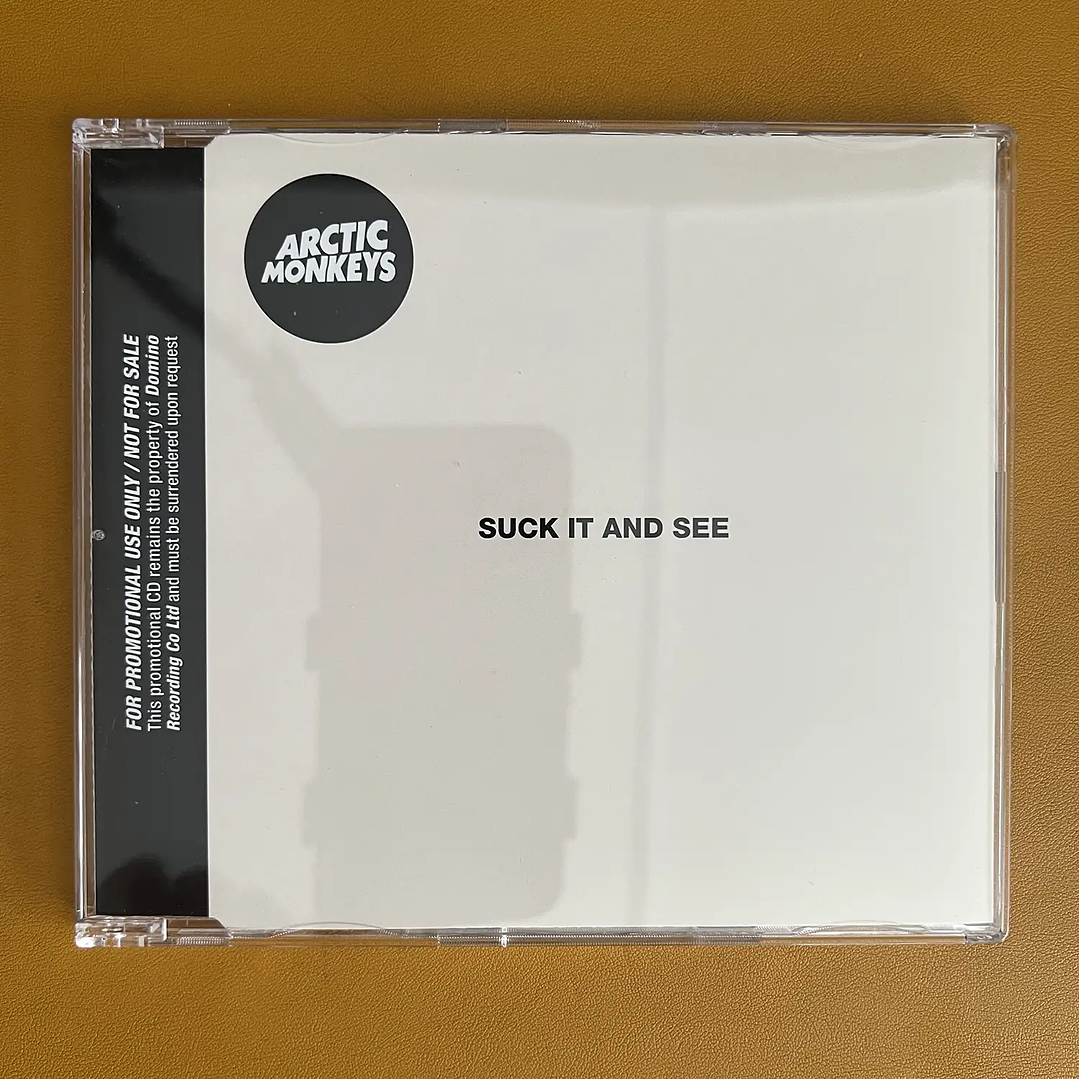 ARCTIC
MONKEYS
SUCK IT AND SEE
FOR PROMOTIONAL USE ONLY / NOT FOR SALE
This promotional CD remains the property of Domino
Recording Co Ltd and must be surrendered upon request